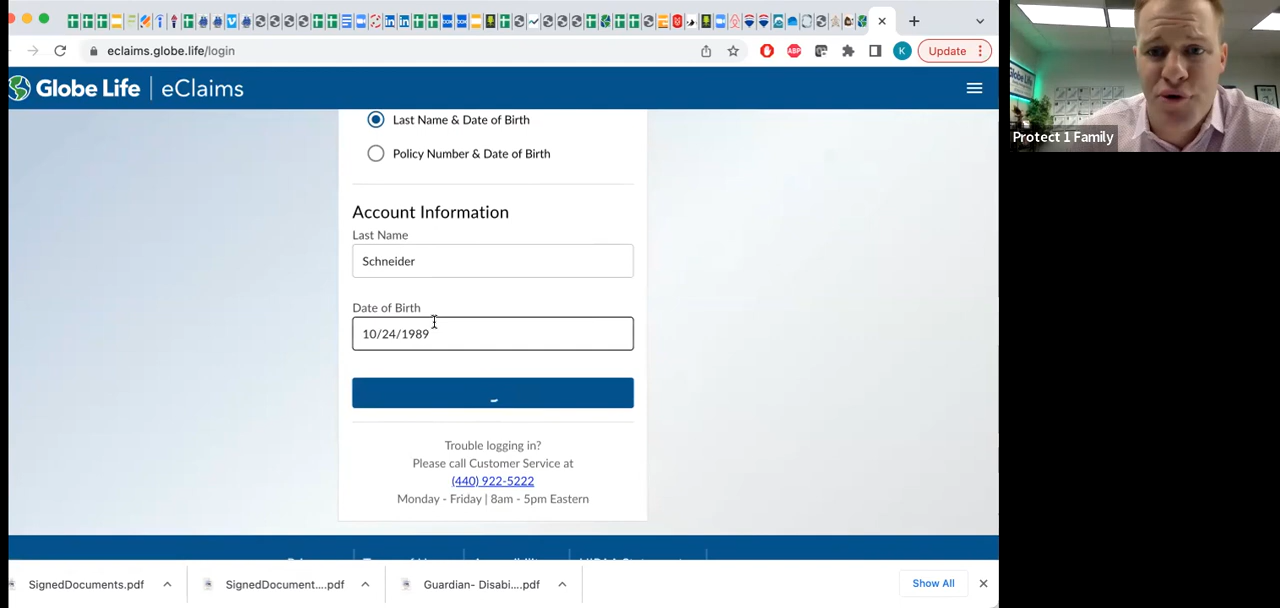 eclaims.globe.life/login
K
Update
Globe Life | eClaims
Protect 1 Family
Last Name & Date of Birth
Policy Number & Date of Birth
Account Information
Last Name
Schneider
Date of Birth
10/24/1989
Trouble logging in?
Please call Customer Service at
(440) 922-5222
Monday - Friday | 8am - 5pm Eastern
SignedDocuments.pdf
SignedDocument....pdf
Guardian- Disabi....pdf
Show All